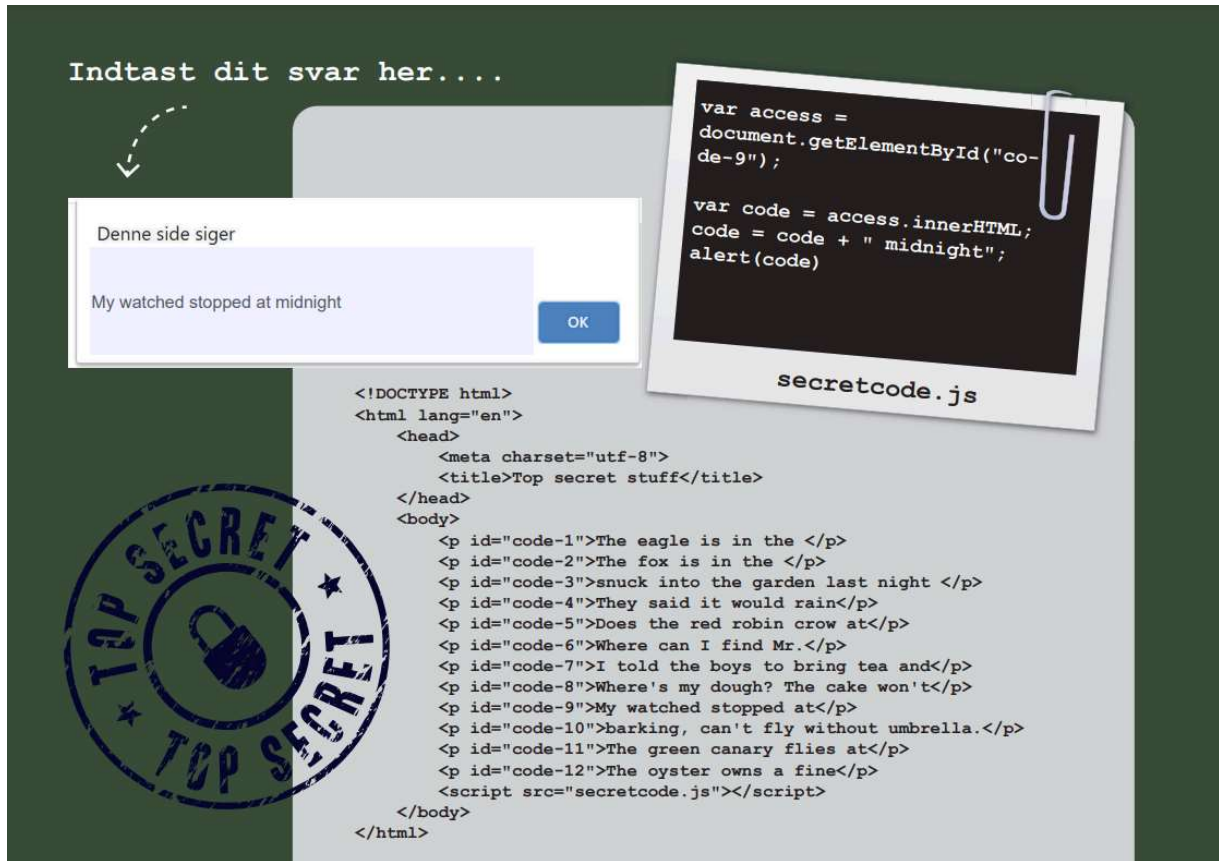 Indtast dit svar her....
var access =
document.getElementById("co-
de-9");
var code = access.innerHTML;
code = code + " midnight";
alert(code)
secretcode.js
Denne side siger
My watched stopped at midnight
OK
<!DOCTYPE html>
<html lang="en">
<head>
<meta charset="utf-8">
<title>Top secret stuff</title>
</head>
<body>
<p id="code-1">The eagle is in the </p>
<p id="code-2">The fox is in the </p>
<p id="code-3">snuck into the garden last night </p>
<p id="code-4">They said it would rain</p>
<p id="code-5">Does the red robin crow at</p>
<p id="code-6">Where can I find Mr.</p>
<p id="code-7">I told the boys to bring tea and</p>
<p id="code-8">Where's my dough? The cake won't</p>
<p id="code-9">My watched stopped at</p>
<p id="code-10">barking, can't fly without umbrella.</p>
<p id="code-11">The green canary flies at</p>
<p id="code-12">The oyster owns a fine</p>
<script src="secretcode.js"></script>
</body>
</html>
TOP SECRET
TOP SECRET